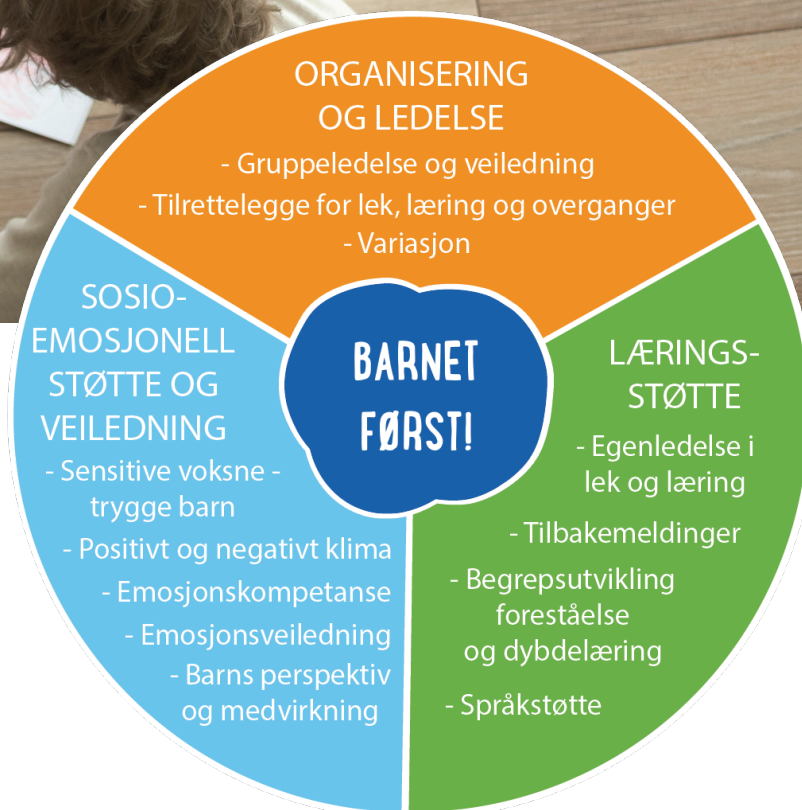 ORGANISERING
OG LEDELSE
- Gruppeledelse og veiledning
- Tilrettelegge for lek, læring og overganger
- Variasjon
SOSIO-
EMOSJONELL
STØTTE OG
VEILEDNING
- Sensitive voksne -
trygge barn
- Positivt og negativt klima
- Emosjonskompetanse
- Emosjonsveiledning
- Barns perspektiv
og medvirkning
BARNET
FØRST!
LÆRINGS-
STØTTE
- Egenledelse i
lek og læring
- Tilbakemeldinger
- Begrepsutvikling
foreståelse
og dybdelæring
- Språkstøtte